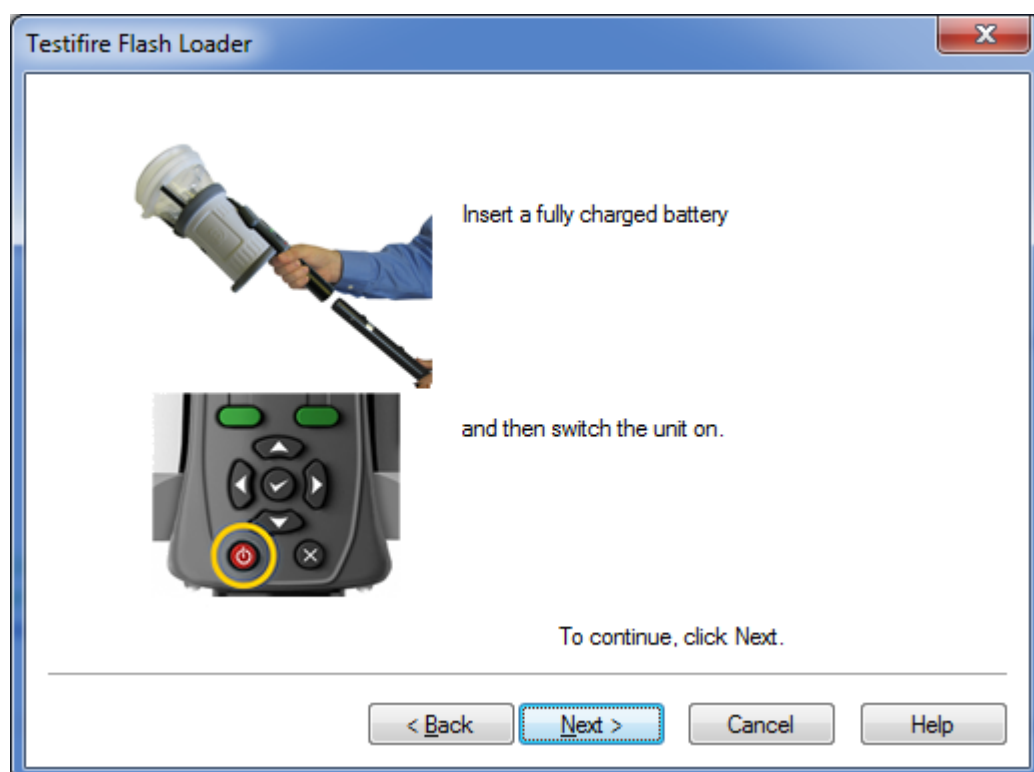 Testifire Flash Loader
Insert a fully charged battery
and then switch the unit on.
To continue, click Next.
< Back
Next >
Cancel
Help